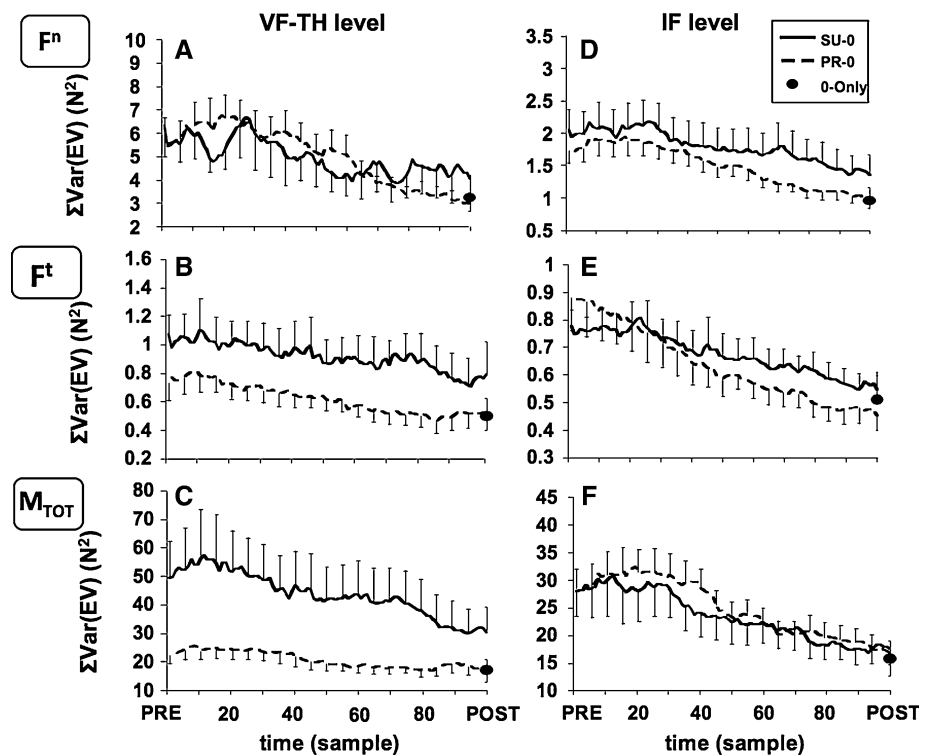 VF-TH level
IF level
Fⁿ
A
ΣVar(EV) (N²)
10
9
8
7
6
5
4
3
2
D
3.5
3
2.5
2
1.5
1
0.5
SU-0
PR-0
0-Only
Fᵗ
B
ΣVar(EV) (N²)
1.6
1.4
1.2
1
0.8
0.6
0.4
0.2
E
1
0.9
0.8
0.7
0.6
0.5
0.4
0.3
M_TOT
C
ΣVar(EV) (N²)
80
70
60
50
40
30
20
10
F
45
40
35
30
25
20
15
10
PRE 20 40 60 80 POST
time (sample)
PRE 20 40 60 80 POST
time (sample)